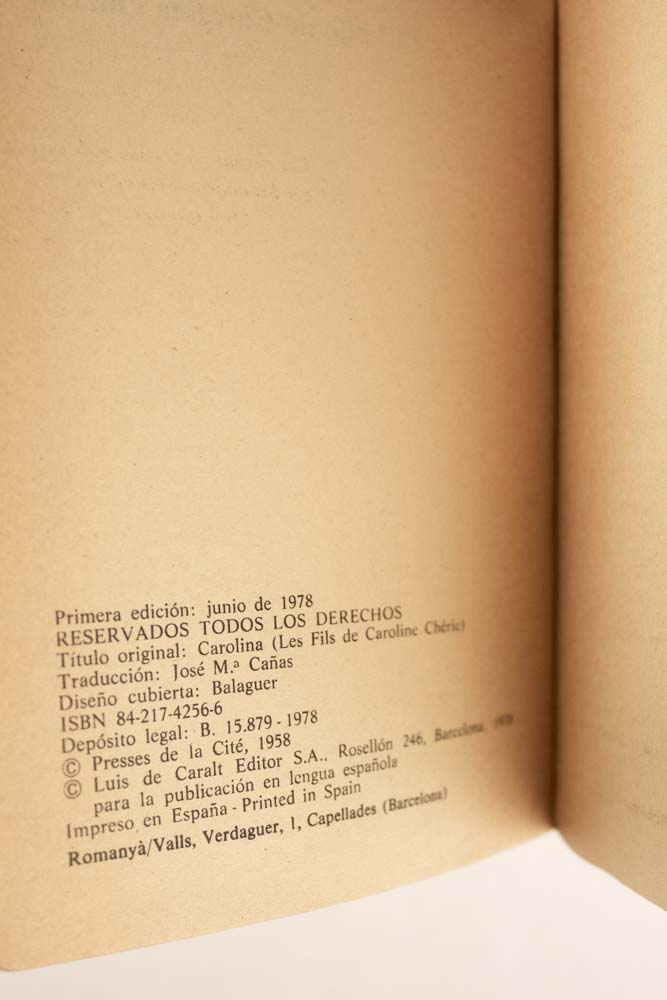 Primera edición: junio de 1978
RESERVADOS TODOS LOS DERECHOS
Título original: Carolina (Les Fils de Caroline Chérie)
Traducción: José M.ª Cañas
Diseño cubierta: Balaguer
ISBN 84-217-4256-6
Depósito legal: B. 15.879 - 1978
© Presses de la Cité, 1958
© Luis de Caralt Editor S.A., Rosellón 246, Barcelona, 1978
para la publicación en lengua española
Impreso en España - Printed in Spain
Romanyà/Valls, Verdaguer, 1, Capellades (Barcelona)